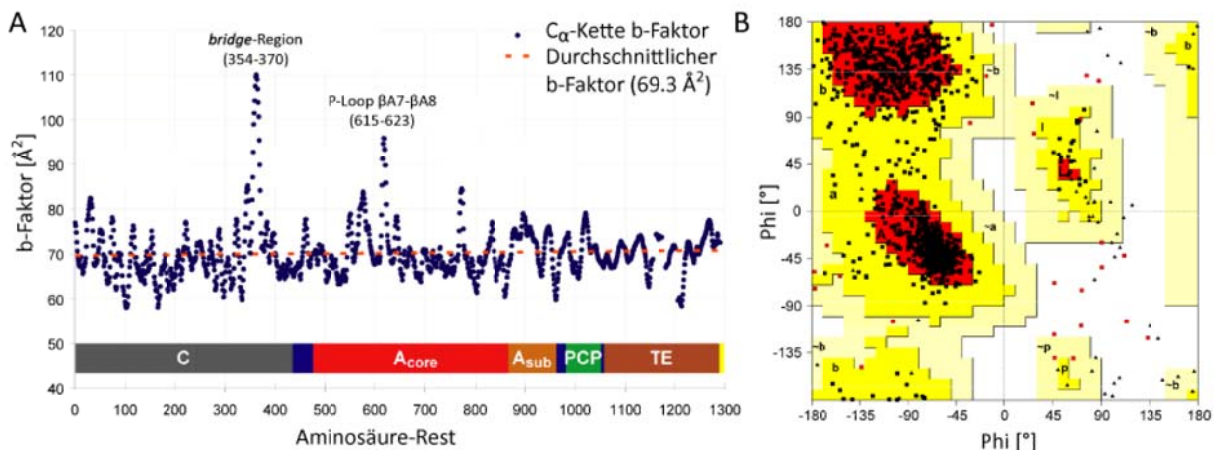 A
120
110
100
90
80
70
60
50
40
b-Faktor [Å²]
bridge-Region
(354-370)
P-Loop βA7-βA8
(615-623)
Cα-Kette b-Faktor
Durchschnittlicher
b-Faktor (69.3 Å²)
C
Acore
Asub
PCP
TE
0 100 200 300 400 500 600 700 800 900 1000 1100 1200 1300
Aminosäure-Rest
B
180
135
90
45
0
-45
-90
-135
Phi [°]
B
b
~b
~b
b
~l
l
a
~a
~b
b
~p
p
~b
-180 -135 -90 -45 0 45 90 135 180
Phi [°]